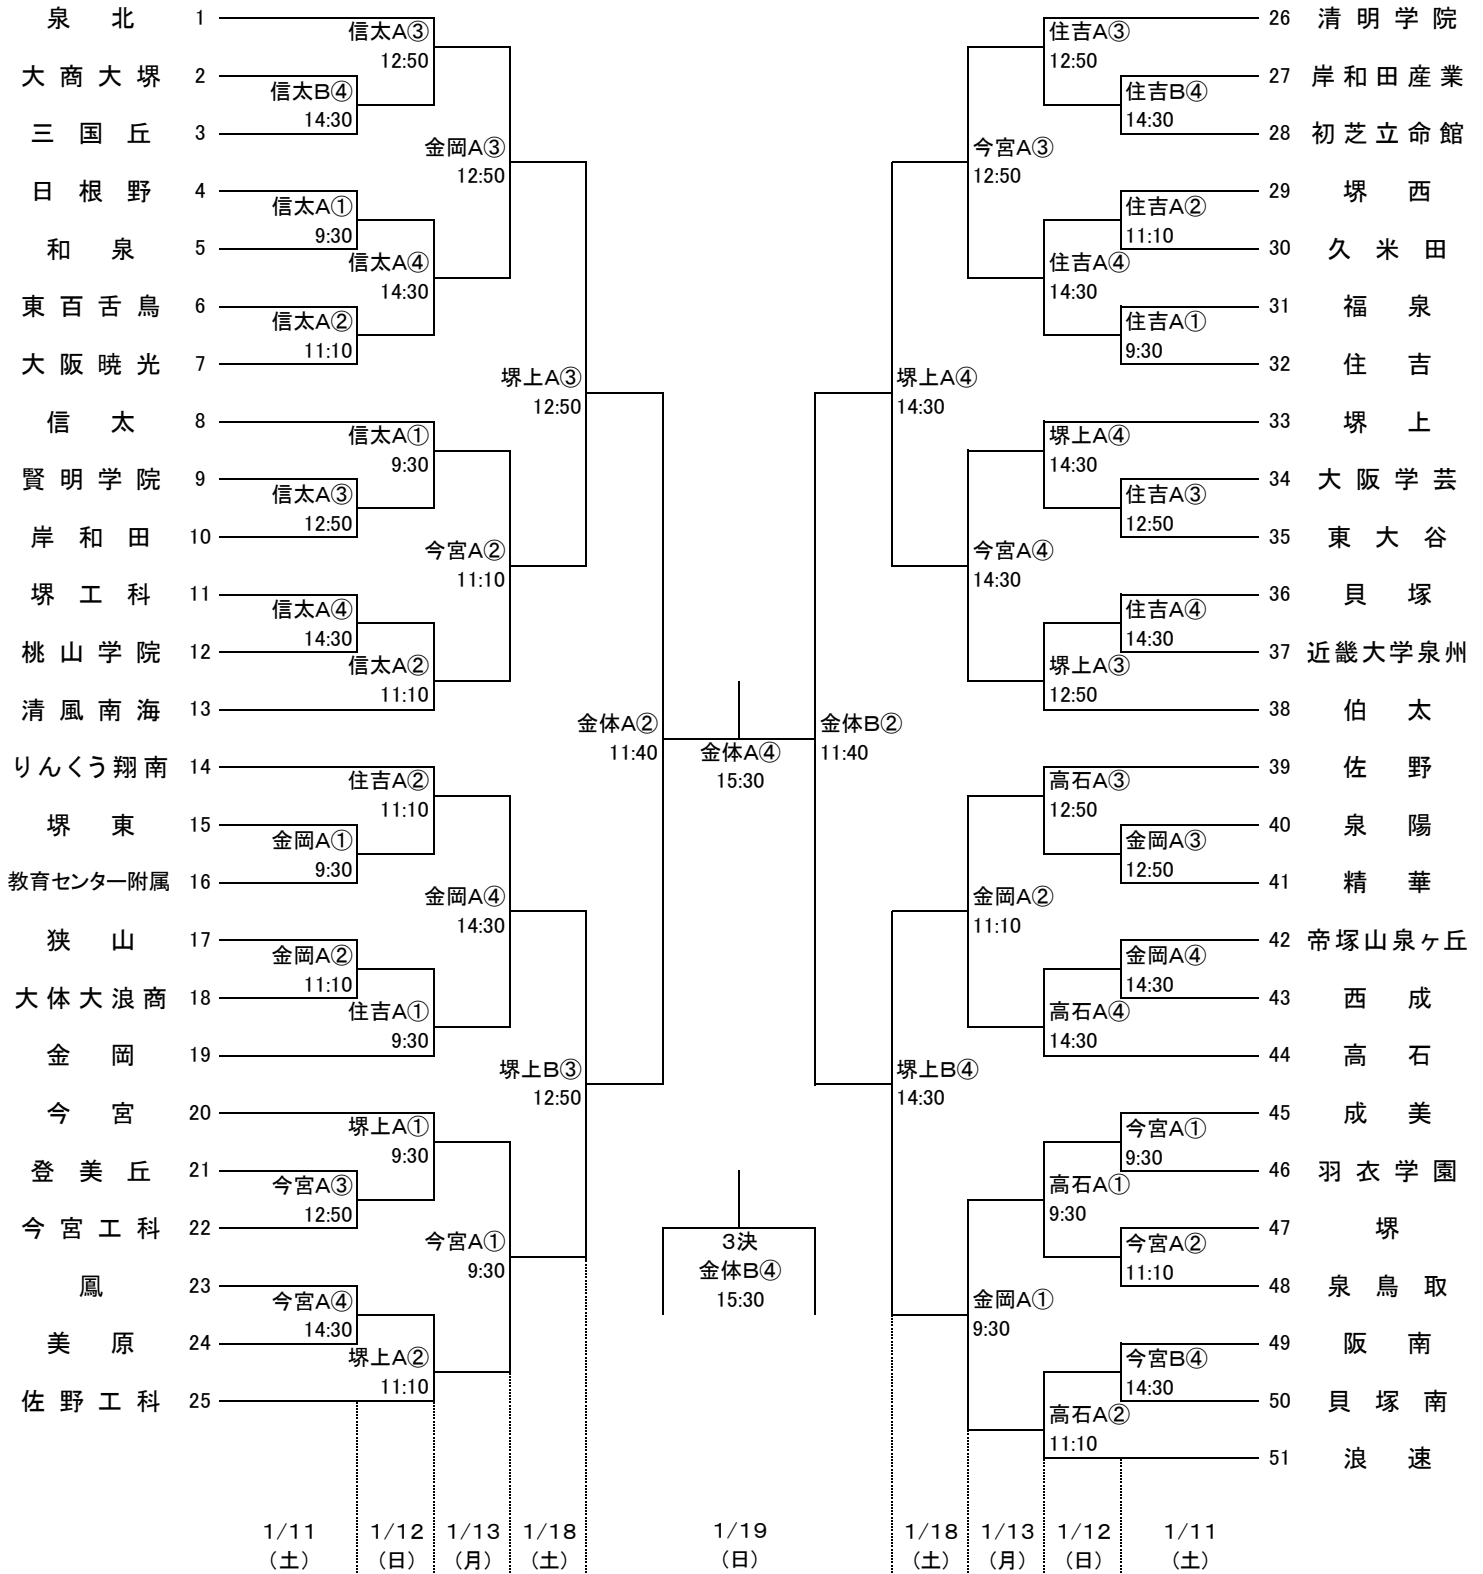 泉北 1
信太A③
12:50
大商大堺 2
信太B④
14:30
三国丘 3
金岡A③
12:50
日根野 4
信太A①
9:30
和泉 5
信太A④
14:30
東百舌鳥 6
信太A②
11:10
大阪暁光 7
堺上A③
12:50
信太 8
信太A①
9:30
賢明学院 9
信太A③
12:50
岸和田 10
今宮A②
11:10
堺工科 11
信太A④
14:30
桃山学院 12
信太A②
11:10
清風南海 13
金体A②
11:40
りんくう翔南 14
住吉A②
11:10
堺東 15
金岡A①
9:30
教育センター附属 16
金岡A④
14:30
狭山 17
金岡A②
11:10
大体大浪商 18
住吉A①
9:30
金岡 19
堺上B③
12:50
今宮 20
堺上A①
9:30
登美丘 21
今宮A③
12:50
今宮工科 22
今宮A①
9:30
鳳 23
今宮A④
14:30
美原 24
堺上A②
11:10
佐野工科 25
金体A④
15:30
3決
金体B④
15:30
26 清明学院
住吉A③
12:50
27 岸和田産業
住吉B④
14:30
28 初芝立命館
今宮A③
12:50
29 堺西
住吉A②
11:10
30 久米田
住吉A④
14:30
31 福泉
住吉A①
9:30
32 住吉
堺上A④
14:30
33 堺上
堺上A④
14:30
34 大阪学芸
住吉A③
12:50
35 東大谷
今宮A④
14:30
36 貝塚
住吉A④
14:30
37 近畿大学泉州
堺上A③
12:50
38 伯太
金体B②
11:40
39 佐野
高石A③
12:50
40 泉陽
金岡A③
12:50
41 精華
金岡A②
11:10
42 帝塚山泉ヶ丘
金岡A④
14:30
43 西成
高石A④
14:30
44 高石
堺上B④
14:30
45 成美
今宮A①
9:30
46 羽衣学園
高石A①
9:30
47 堺
今宮A②
11:10
48 泉鳥取
金岡A①
9:30
49 阪南
今宮B④
14:30
50 貝塚南
高石A②
11:10
51 浪速
1/11 1/12 1/13 1/18 1/19 1/18 1/13 1/12 1/11
(土) (日) (月) (土) (日) (土) (月) (日) (土)